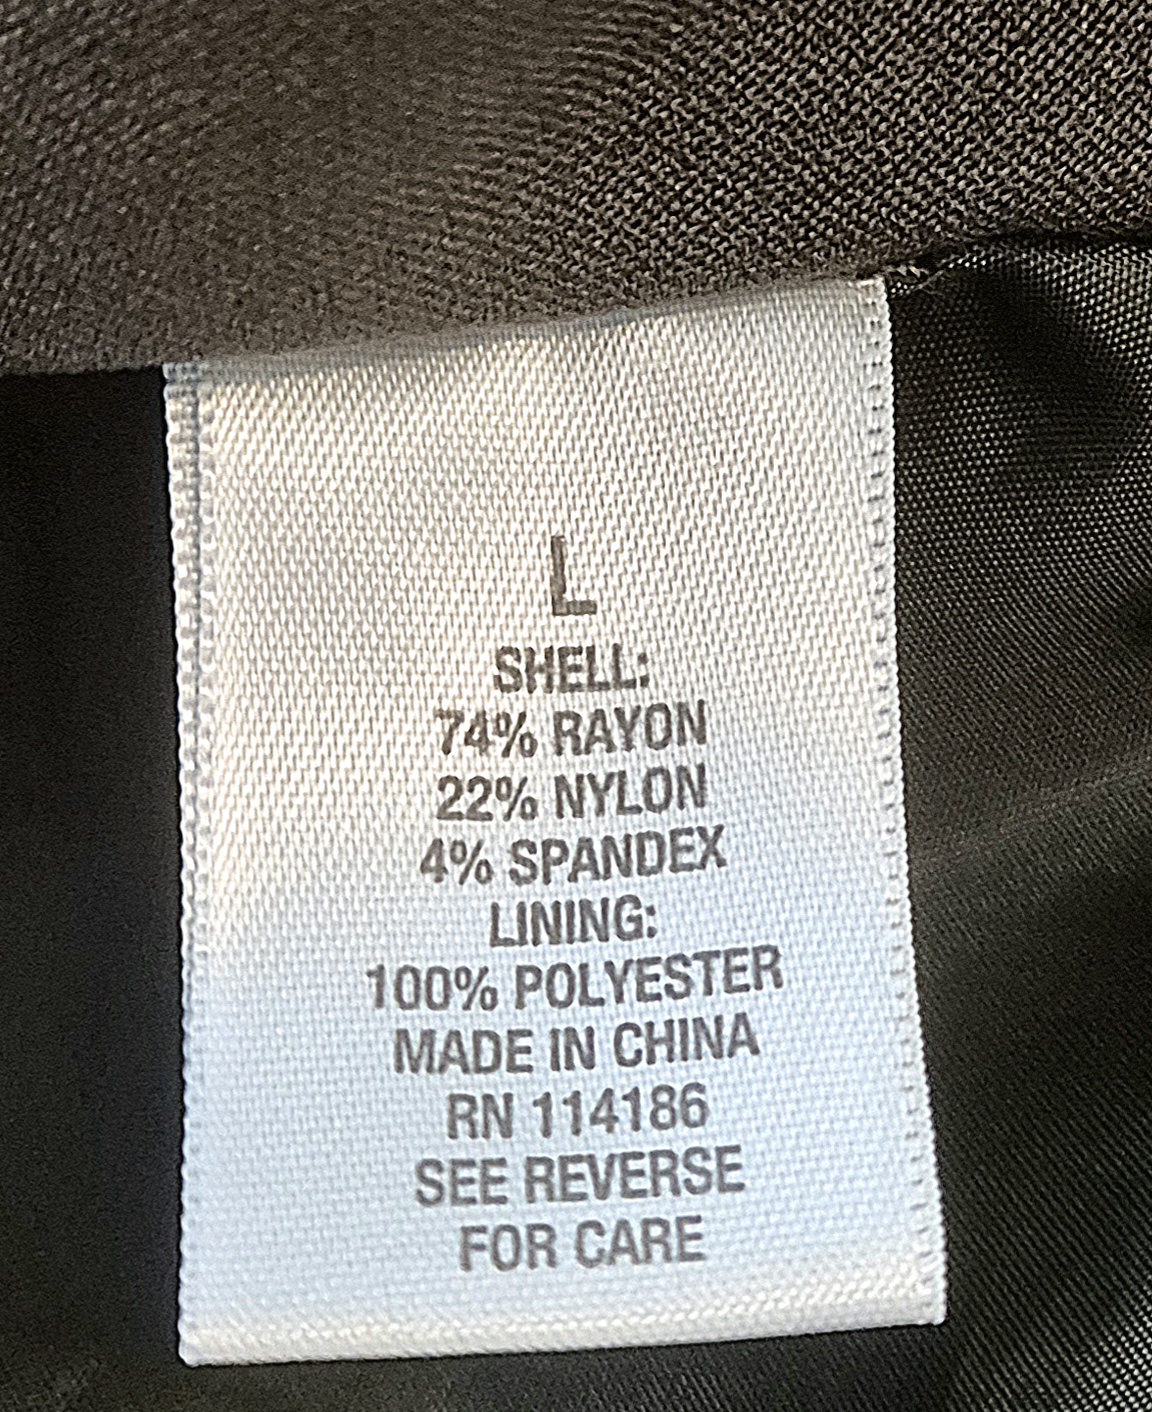 L
SHELL:
74% RAYON
22% NYLON
4% SPANDEX
LINING:
100% POLYESTER
MADE IN CHINA
RN 114186
SEE REVERSE
FOR CARE